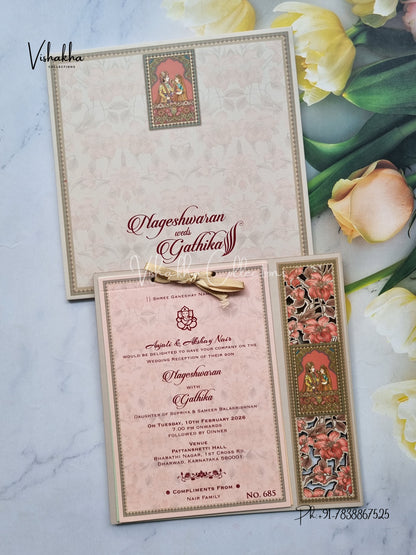 Vishakha
COLLECTIONS
Nageshwaran
weds
Gathika
Vishakha Collection
|| SHREE GANESHAY NAMAH ||
Anjali & Akshay Nair
WOULD BE DELIGHTED TO HAVE YOUR COMPANY ON THE
WEDDING RECEPTION OF THEIR SON
Nageshwaran
WITH
Gathika
DAUGHTER OF SUPRIYA & SAMEER BALAKRISHNAN
ON TUESDAY, 10TH FEBRUARY 2026
7.00 PM ONWARDS
FOLLOWED BY DINNER
VENUE
PATTANSHETTI HALL
BHARATHI NAGAR, 1ST CROSS RD,
DHARWAD, KARNATAKA 580001.
COMPLIMENTS FROM
NAIR FAMILY
NO. 685
Ph. +91.7838867525